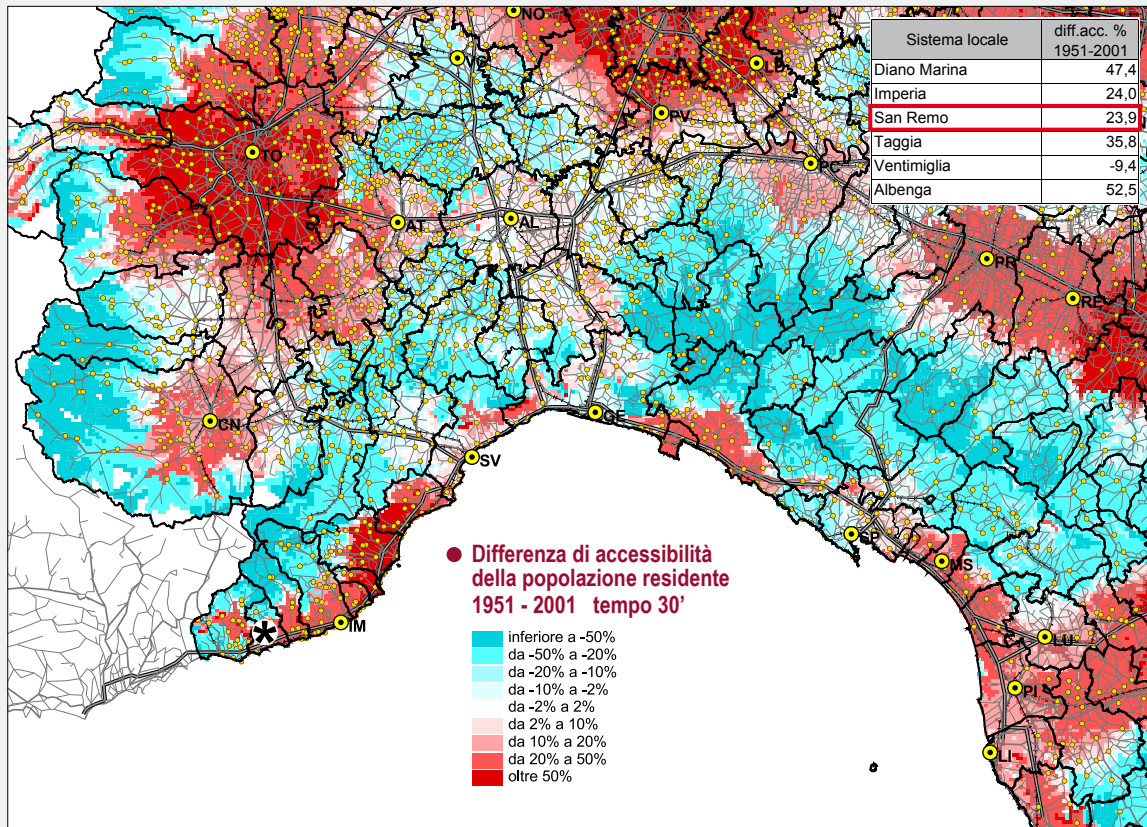 Sistema locale diff.acc. % 1951-2001
Diano Marina 47,4
Imperia 24,0
San Remo 23,9
Taggia 35,8
Ventimiglia -9,4
Albenga 52,5
NO
VC
LO
PV
TO
PC
AT
AL
PR
RE
GE
CN
SV
SP
MS
IM
LU
PI
LI
*
● Differenza di accessibilità
della popolazione residente
1951 - 2001 tempo 30’
inferiore a -50%
da -50% a -20%
da -20% a -10%
da -10% a -2%
da -2% a 2%
da 2% a 10%
da 10% a 20%
da 20% a 50%
oltre 50%